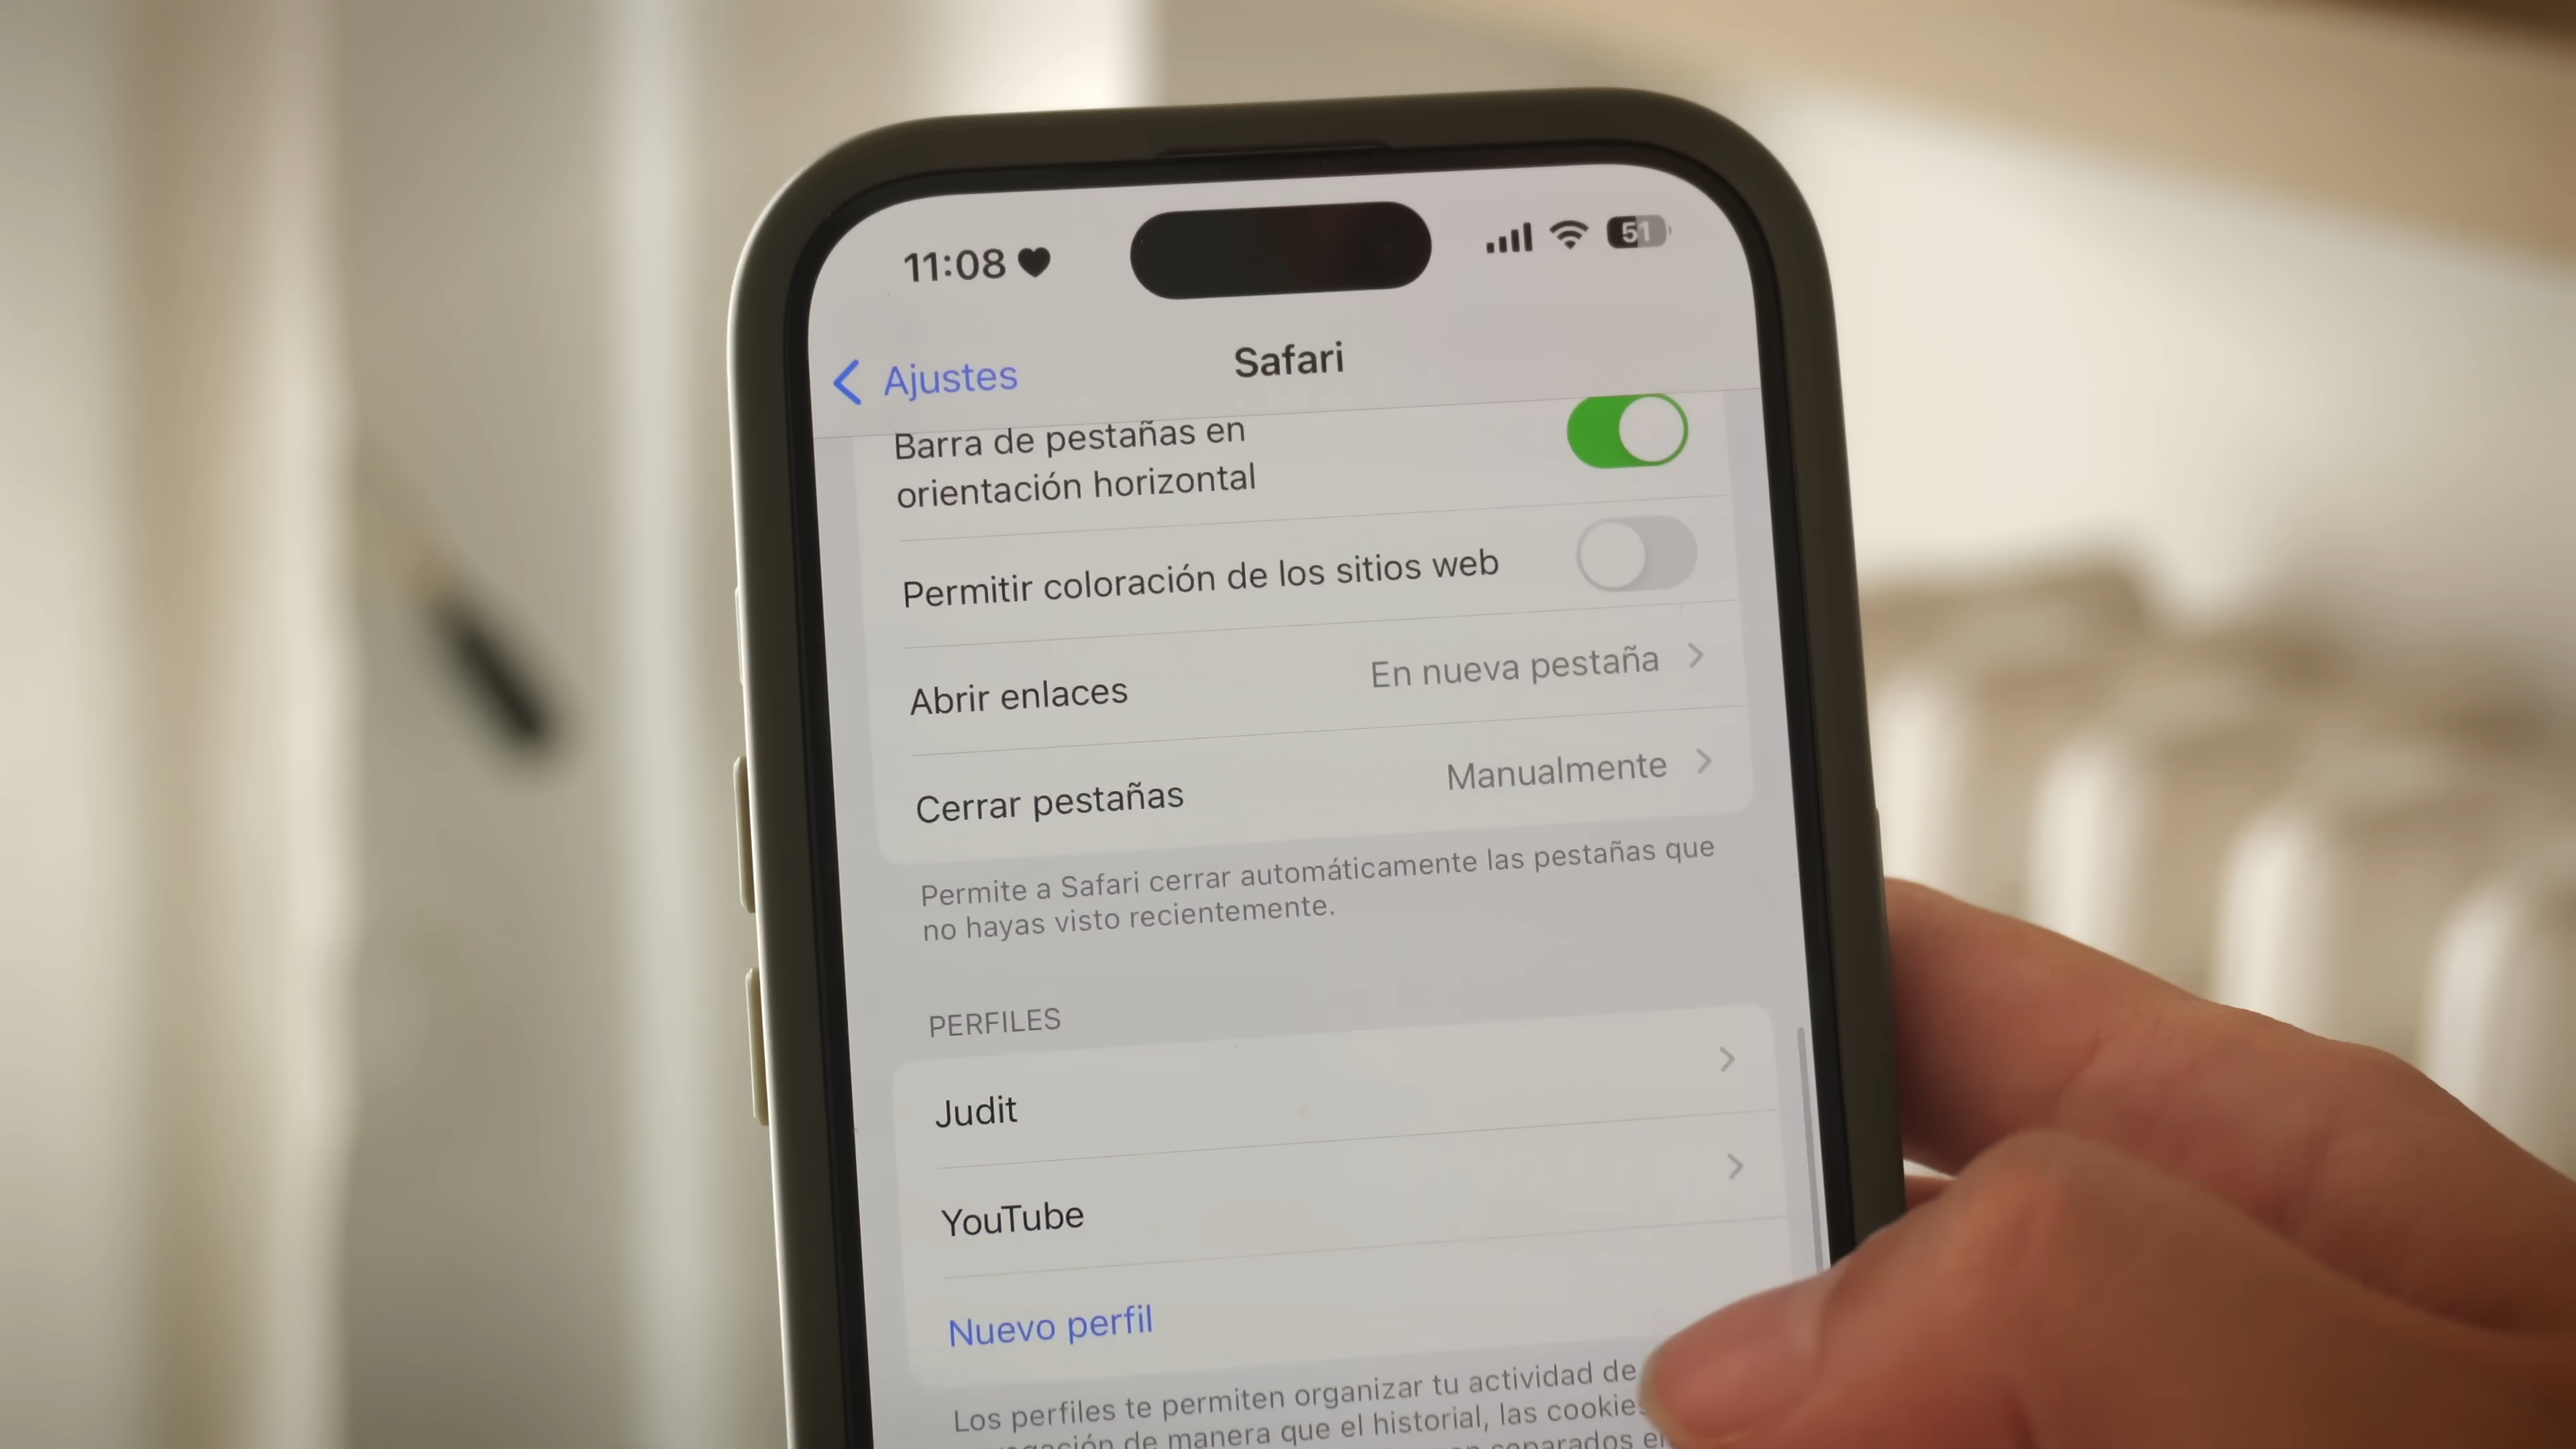 11:08
51
Ajustes
Safari
Barra de pestañas en
orientación horizontal
Permitir coloración de los sitios web
Abrir enlaces
En nueva pestaña
Cerrar pestañas
Manualmente
Permite a Safari cerrar automáticamente las pestañas que
no hayas visto recientemente.
PERFILES
Judit
YouTube
Nuevo perfil
Los perfiles te permiten organizar tu actividad de
de manera que el historial, las
separados